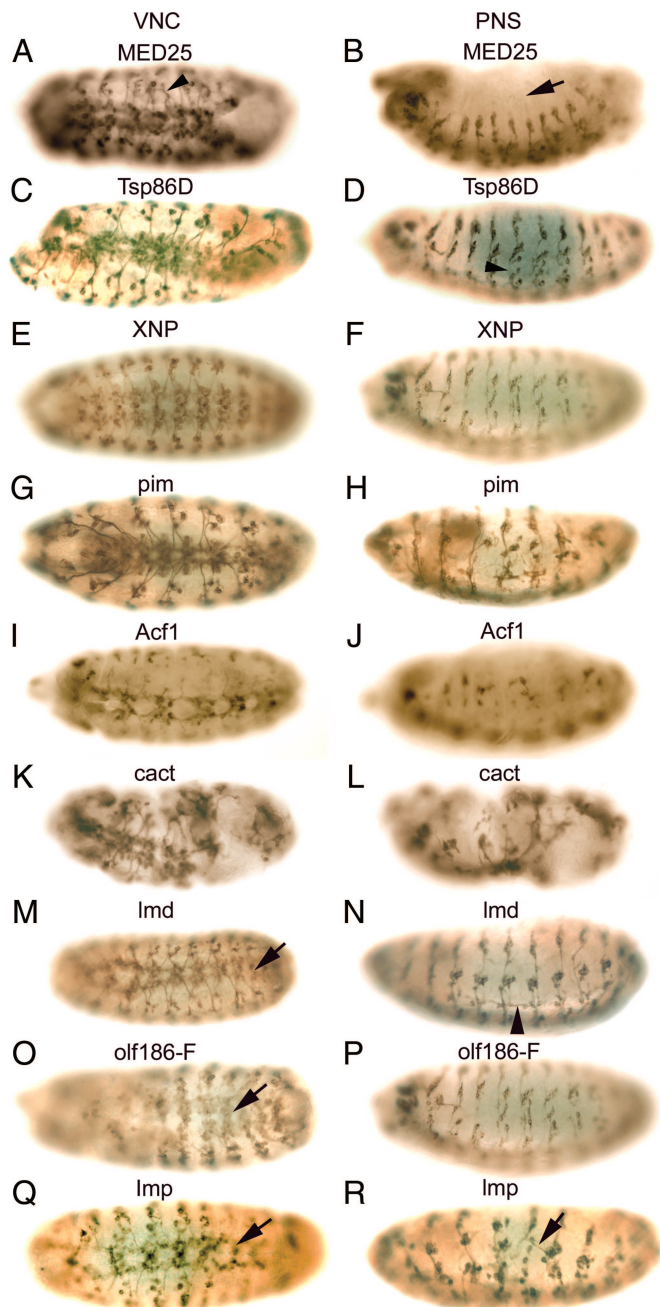 VNC PNS
A MED25 B MED25
C Tsp86D D Tsp86D
E XNP F XNP
G pim H pim
I Acf1 J Acf1
K cact L cact
M lmd N lmd
O olf186-F P olf186-F
Q Imp R Imp